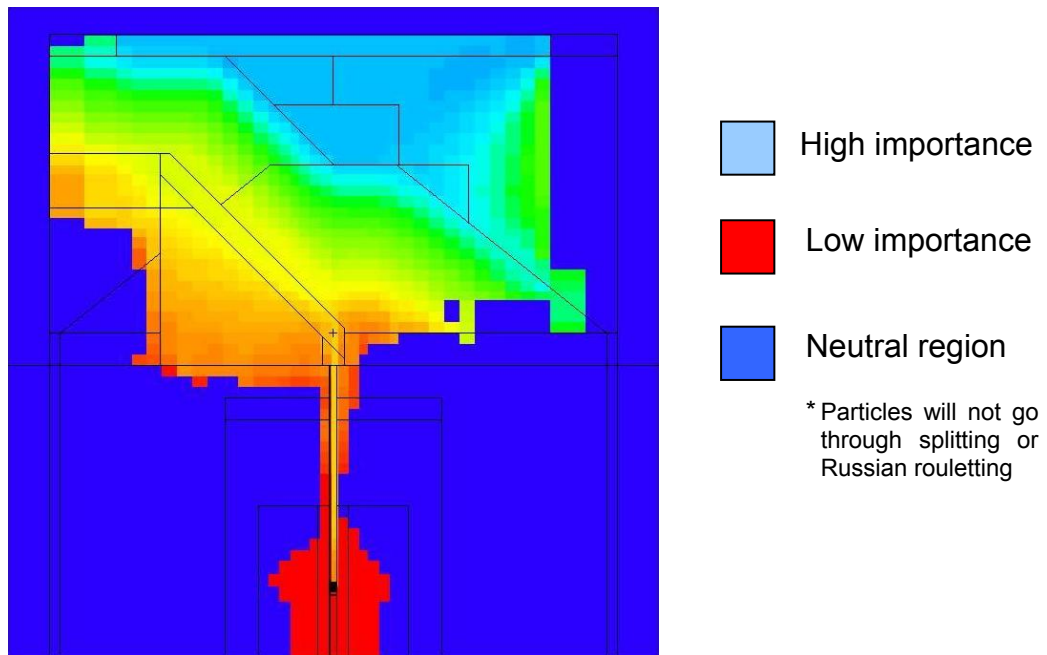 High importance
Low importance
Neutral region
* Particles will not go
through splitting or
Russian rouletting